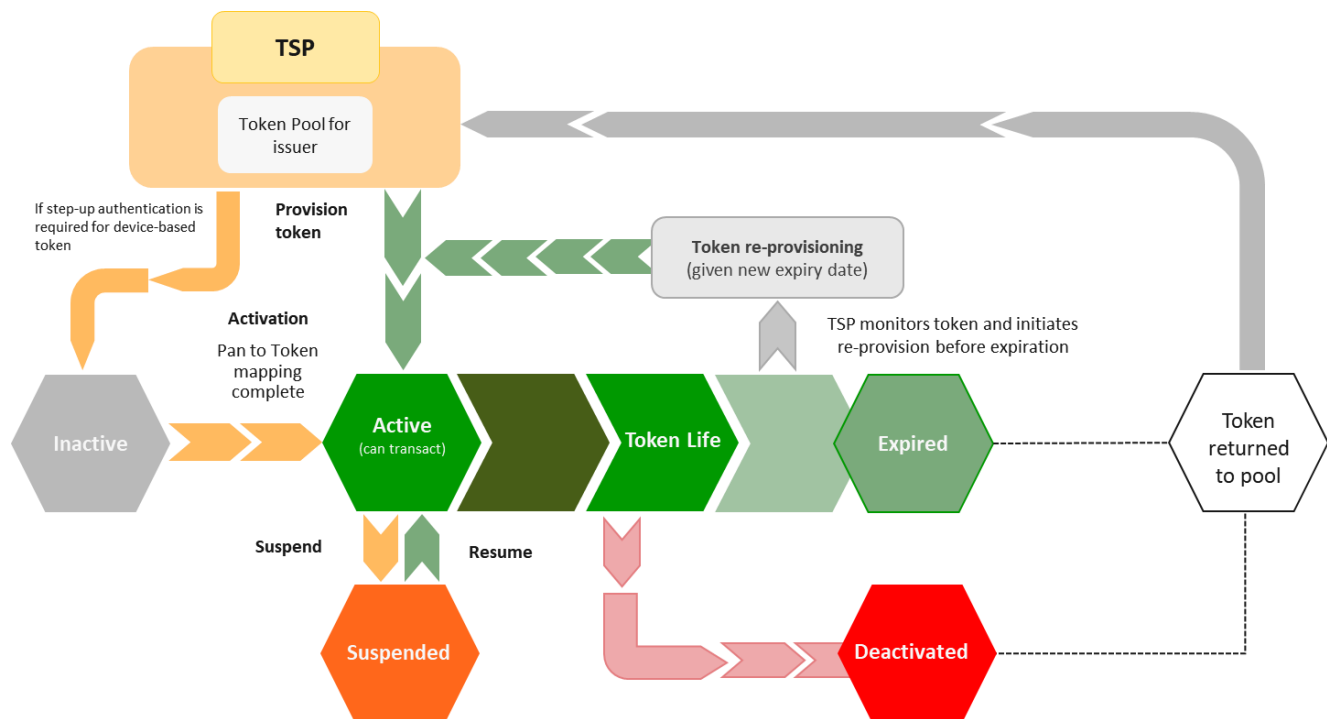 TSP
Token Pool for
issuer
If step-up authentication is
required for device-based
token
Provision
token
Token re-provisioning
(given new expiry date)
Activation
Pan to Token
mapping
complete
TSP monitors token and initiates
re-provision before expiration
Inactive
Active
(can transact)
Token Life
Expired
Token
returned
to pool
Suspend
Resume
Suspended
Deactivated